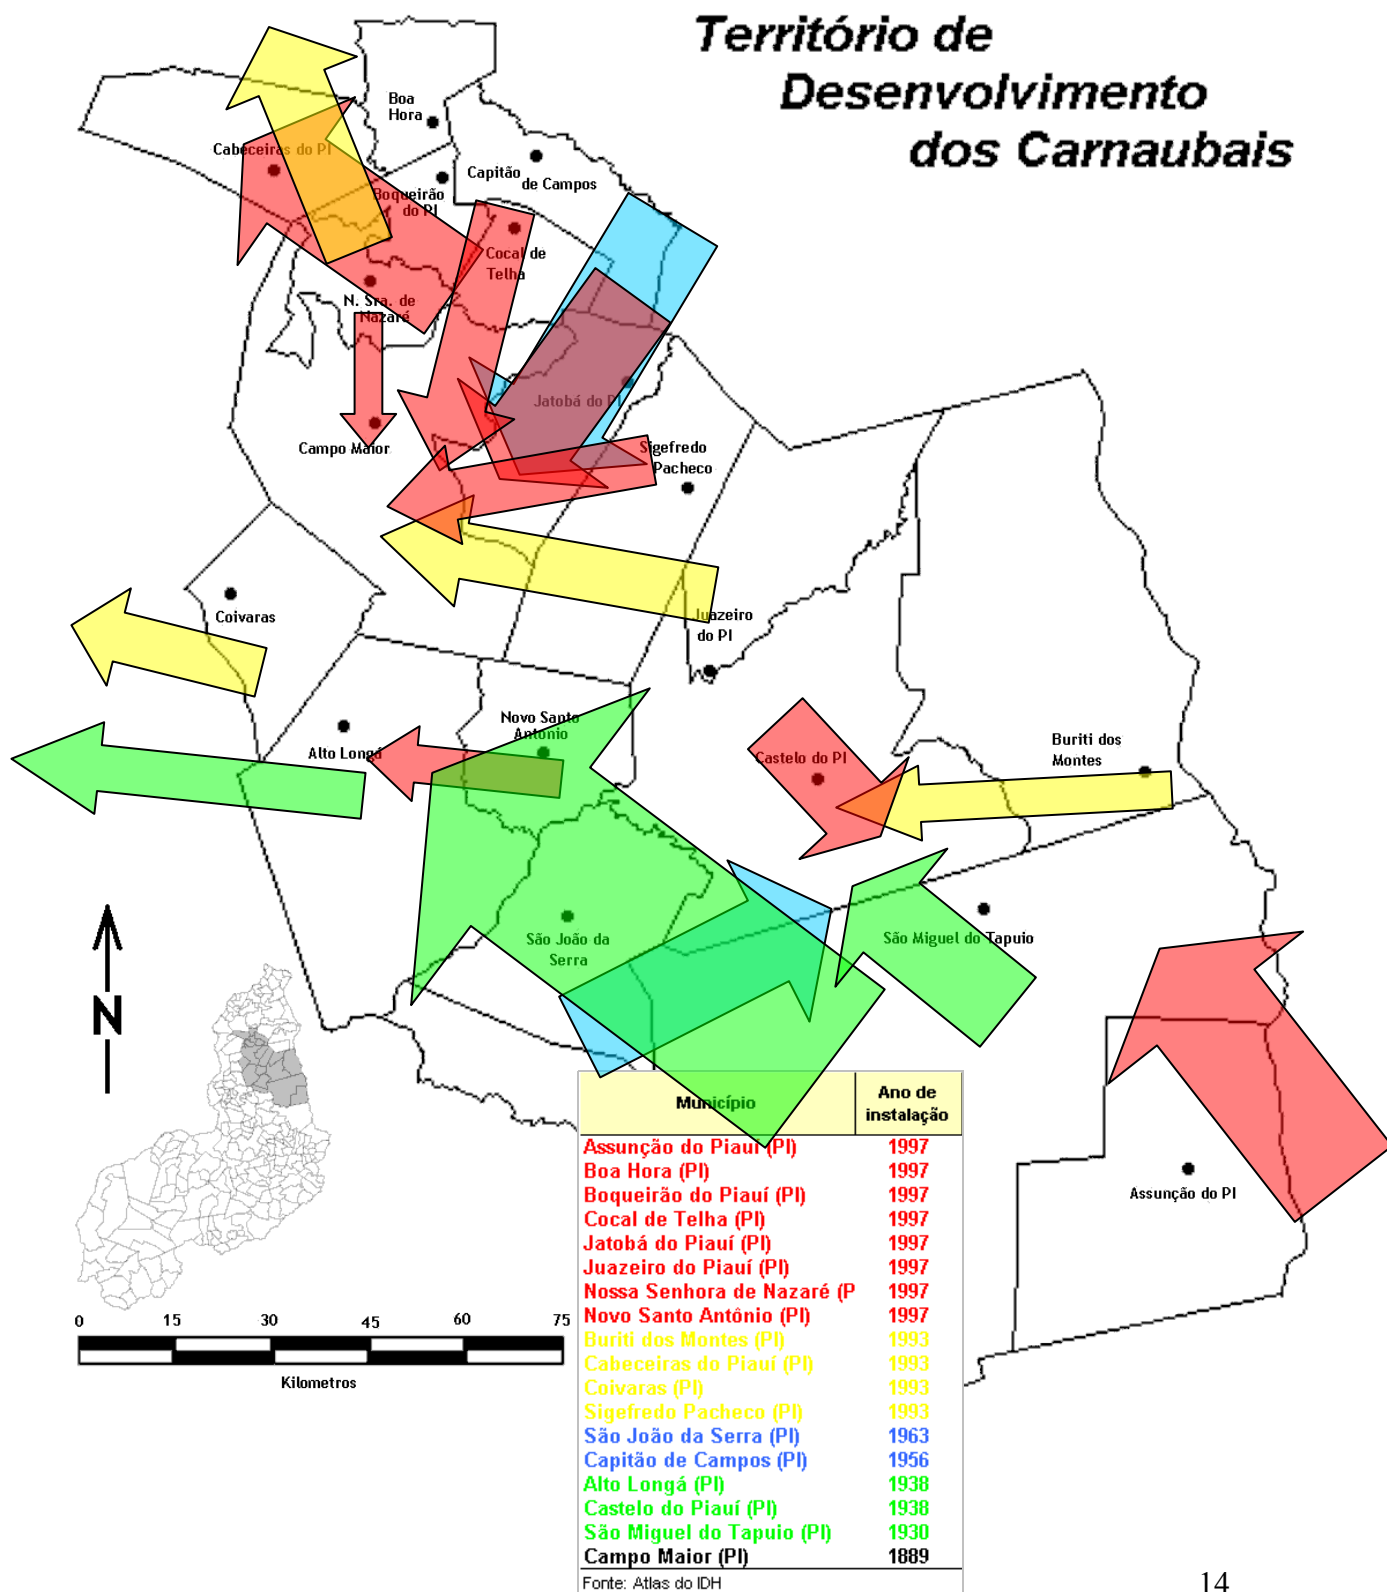 Território de
Desenvolvimento
dos Carnaubais
Boa
Hora
Cabeceiras do PI
Capitão
de Campos
Boqueirão
do PI
Cocal de
Telha
N. Sra. de
Nazaré
Jatobá do PI
Campo Maior
Sigefredo
Pacheco
Coivaras
Juazeiro
do PI
Novo Santo
Antonio
Alto Longá
Castelo do PI
Buriti dos
Montes
São João da
Serra
São Miguel do Tapuio
Assunção do PI
N
0 15 30 45 60 75
Kilometros
Município Ano de
instalação
Assunção do Piauí (PI) 1997
Boa Hora (PI) 1997
Boqueirão do Piauí (PI) 1997
Cocal de Telha (PI) 1997
Jatobá do Piauí (PI) 1997
Juazeiro do Piauí (PI) 1997
Nossa Senhora de Nazaré (P 1997
Novo Santo Antônio (PI) 1997
Buriti dos Montes (PI) 1993
Cabeceiras do Piauí (PI) 1993
Coivaras (PI) 1993
Sigefredo Pacheco (PI) 1993
São João da Serra (PI) 1963
Capitão de Campos (PI) 1956
Alto Longá (PI) 1938
Castelo do Piauí (PI) 1938
São Miguel do Tapuio (PI) 1930
Campo Maior (PI) 1889
Fonte: Atlas do IDH
14